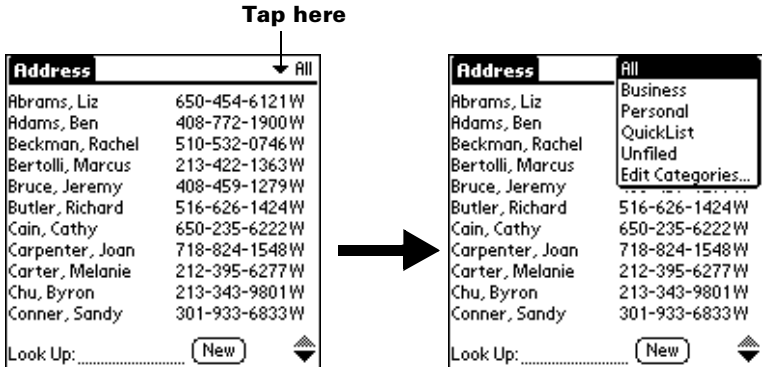 Tap here
Address All
Abrams, Liz 650-454-6121W
Adams, Ben 408-772-1900W
Beckman, Rachel 510-532-0746W
Bertolli, Marcus 213-422-1363W
Bruce, Jeremy 408-459-1279W
Butler, Richard 516-626-1424W
Cain, Cathy 650-235-6222W
Carpenter, Joan 718-824-1548W
Carter, Melanie 212-395-6277W
Chu, Byron 213-343-9801W
Conner, Sandy 301-933-6833W
Look Up: New
Address
All
Business
Personal
QuickList
Unfiled
Edit Categories...
Abrams, Liz
Adams, Ben
Beckman, Rachel
Bertolli, Marcus
Bruce, Jeremy
Butler, Richard 516-626-1424W
Cain, Cathy 650-235-6222W
Carpenter, Joan 718-824-1548W
Carter, Melanie 212-395-6277W
Chu, Byron 213-343-9801W
Conner, Sandy 301-933-6833W
Look Up: New